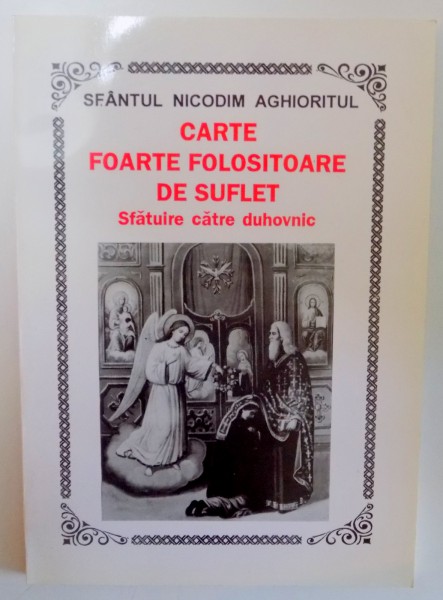 SFÂNTUL NICODIM AGHIORITUL
CARTE
FOARTE FOLOSITOARE
DE SUFLET
Sfătuire către duhovnic